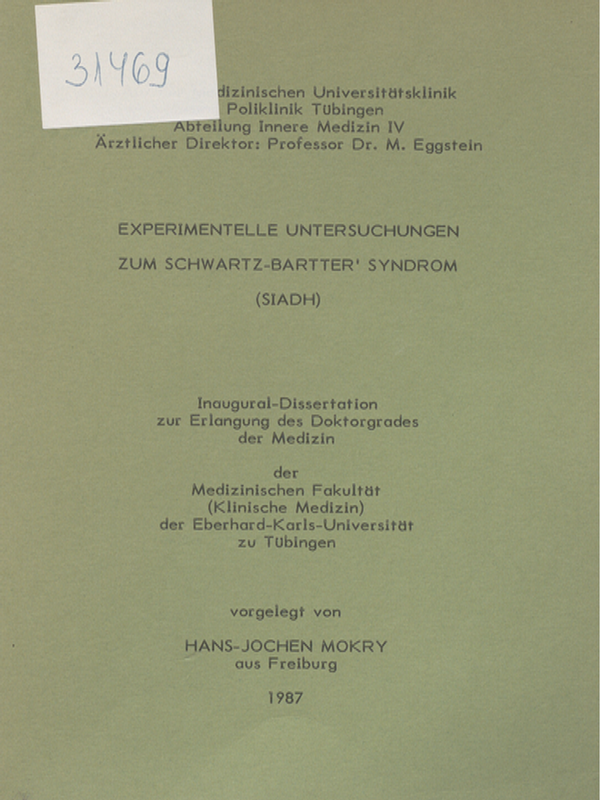 31469
dizinischen Universitätsklinik
Poliklinik Tübingen
Abteilung Innere Medizin IV
Ärztlicher Direktor: Professor Dr. M. Eggstein
EXPERIMENTELLE UNTERSUCHUNGEN
ZUM SCHWARTZ-BARTTER' SYNDROM
(SIADH)
Inaugural-Dissertation
zur Erlangung des Doktorgrades
der Medizin
der
Medizinischen Fakultät
(Klinische Medizin)
der Eberhard-Karls-Universität
zu Tübingen
vorgelegt von
HANS-JOCHEN MOKRY
aus Freiburg
1987